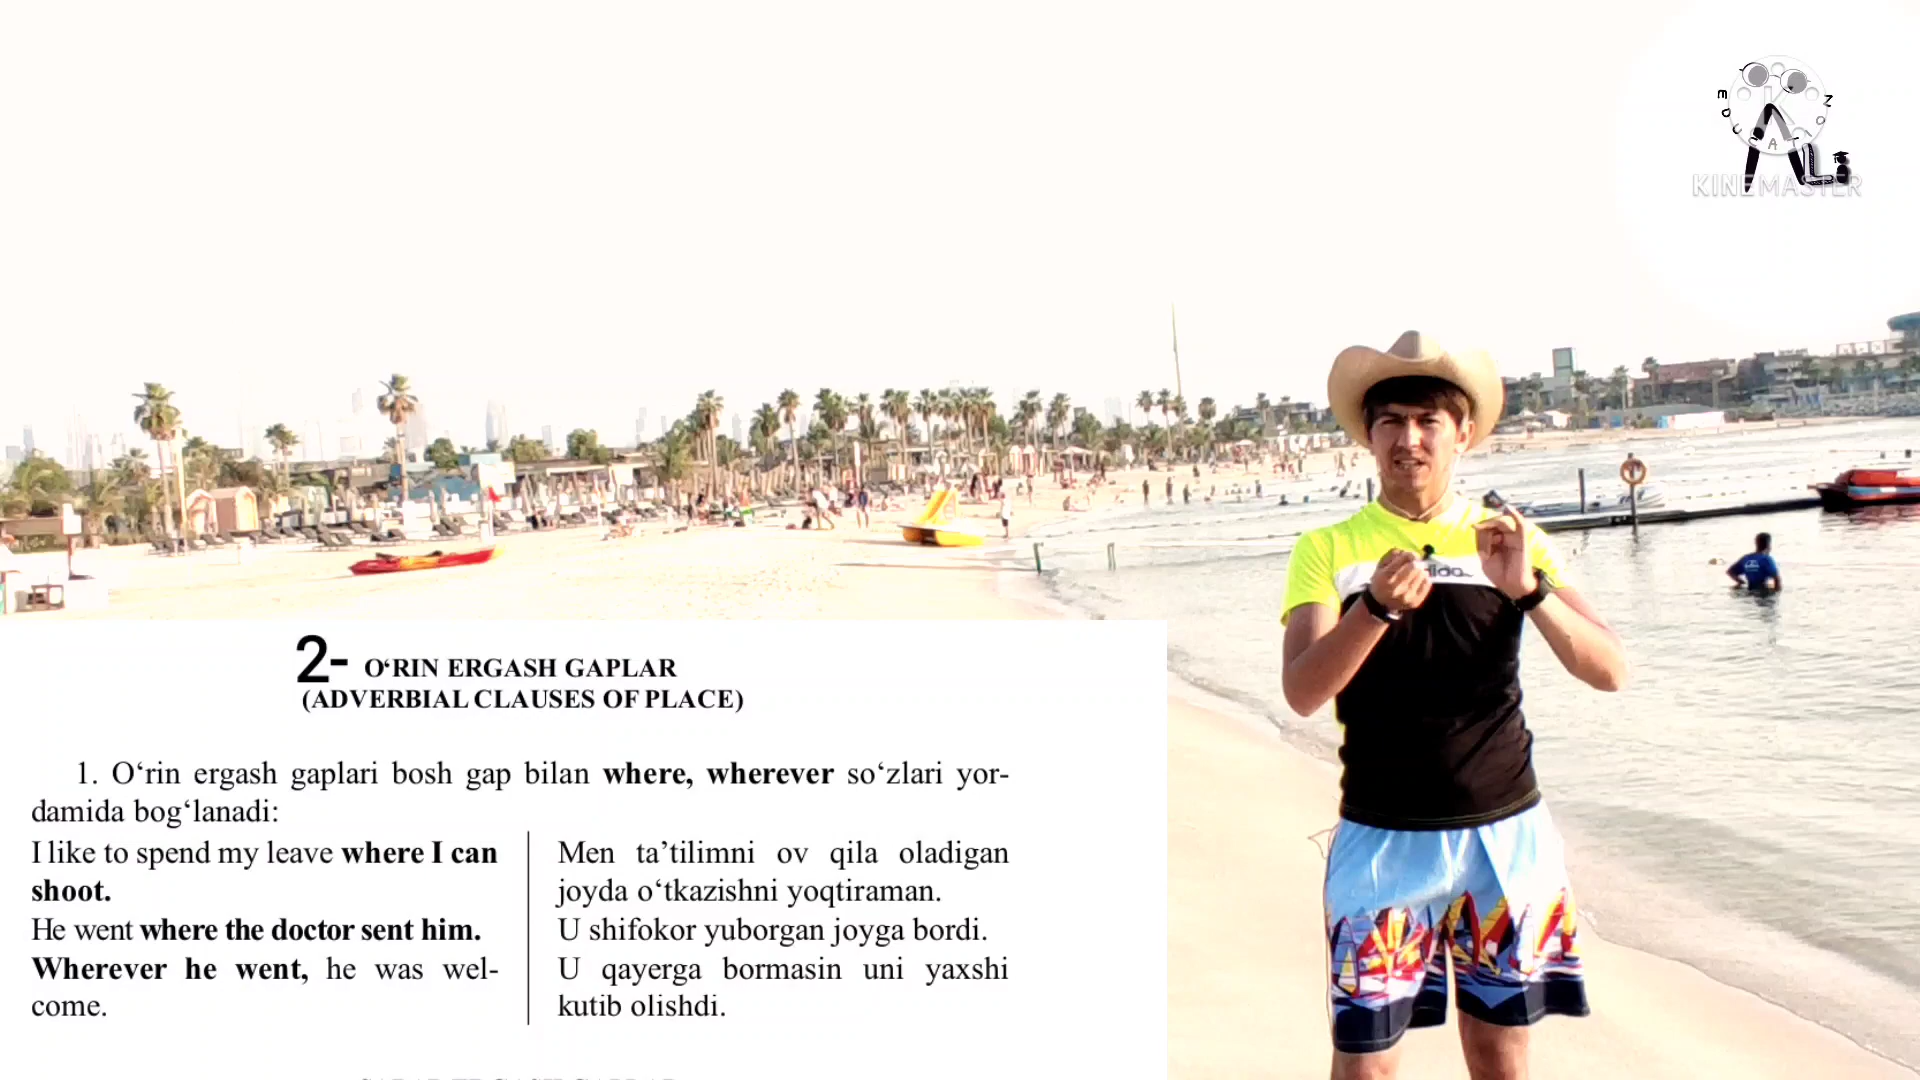 EDUCATION
ALi
KINEMASTER
2- O‘RIN ERGASH GAPLAR
(ADVERBIAL CLAUSES OF PLACE)
1. O‘rin ergash gaplari bosh gap bilan where, wherever so‘zlari yor-
damida bog‘lanadi:
I like to spend my leave where I can
shoot.
He went where the doctor sent him.
Wherever he went, he was wel-
come.
Men ta’tilimni ov qila oladigan
joyda o‘tkazishni yoqtiraman.
U shifokor yuborgan joyga bordi.
U qayerga bormasin uni yaxshi
kutib olishdi.